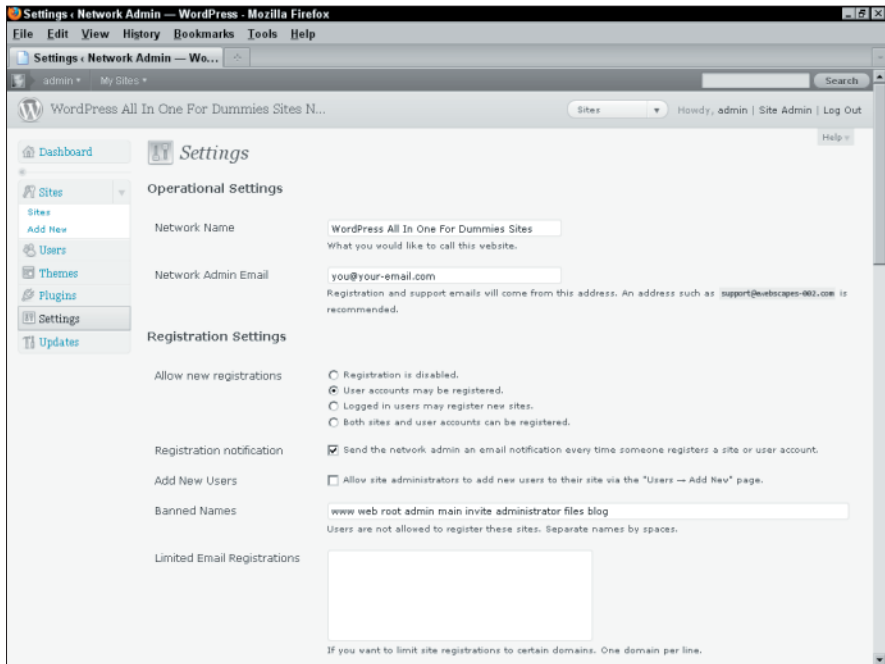 Settings ‹ Network Admin — WordPress - Mozilla Firefox
File Edit View History Bookmarks Tools Help
Settings ‹ Network Admin — Wo...
admin My Sites Search
WordPress All In One For Dummies Sites N... Sites Howdy, admin | Site Admin | Log Out
Help
Dashboard
Sites
Sites
Add New
Users
Themes
Plugins
Settings
Updates
Settings
Operational Settings
Network Name WordPress All In One For Dummies Sites
What you would like to call this website.
Network Admin Email you@your-email.com
Registration and support emails will come from this address. An address such as support@ewebscapes-002.com is
recommended.
Registration Settings
Allow new registrations Registration is disabled.
User accounts may be registered.
Logged in users may register new sites.
Both sites and user accounts can be registered.
Registration notification Send the network admin an email notification every time someone registers a site or user account.
Add New Users Allow site administrators to add new users to their site via the "Users → Add New" page.
Banned Names www web root admin main invite administrator files blog
Users are not allowed to register these sites. Separate names by spaces.
Limited Email Registrations
If you want to limit site registrations to certain domains. One domain per line.